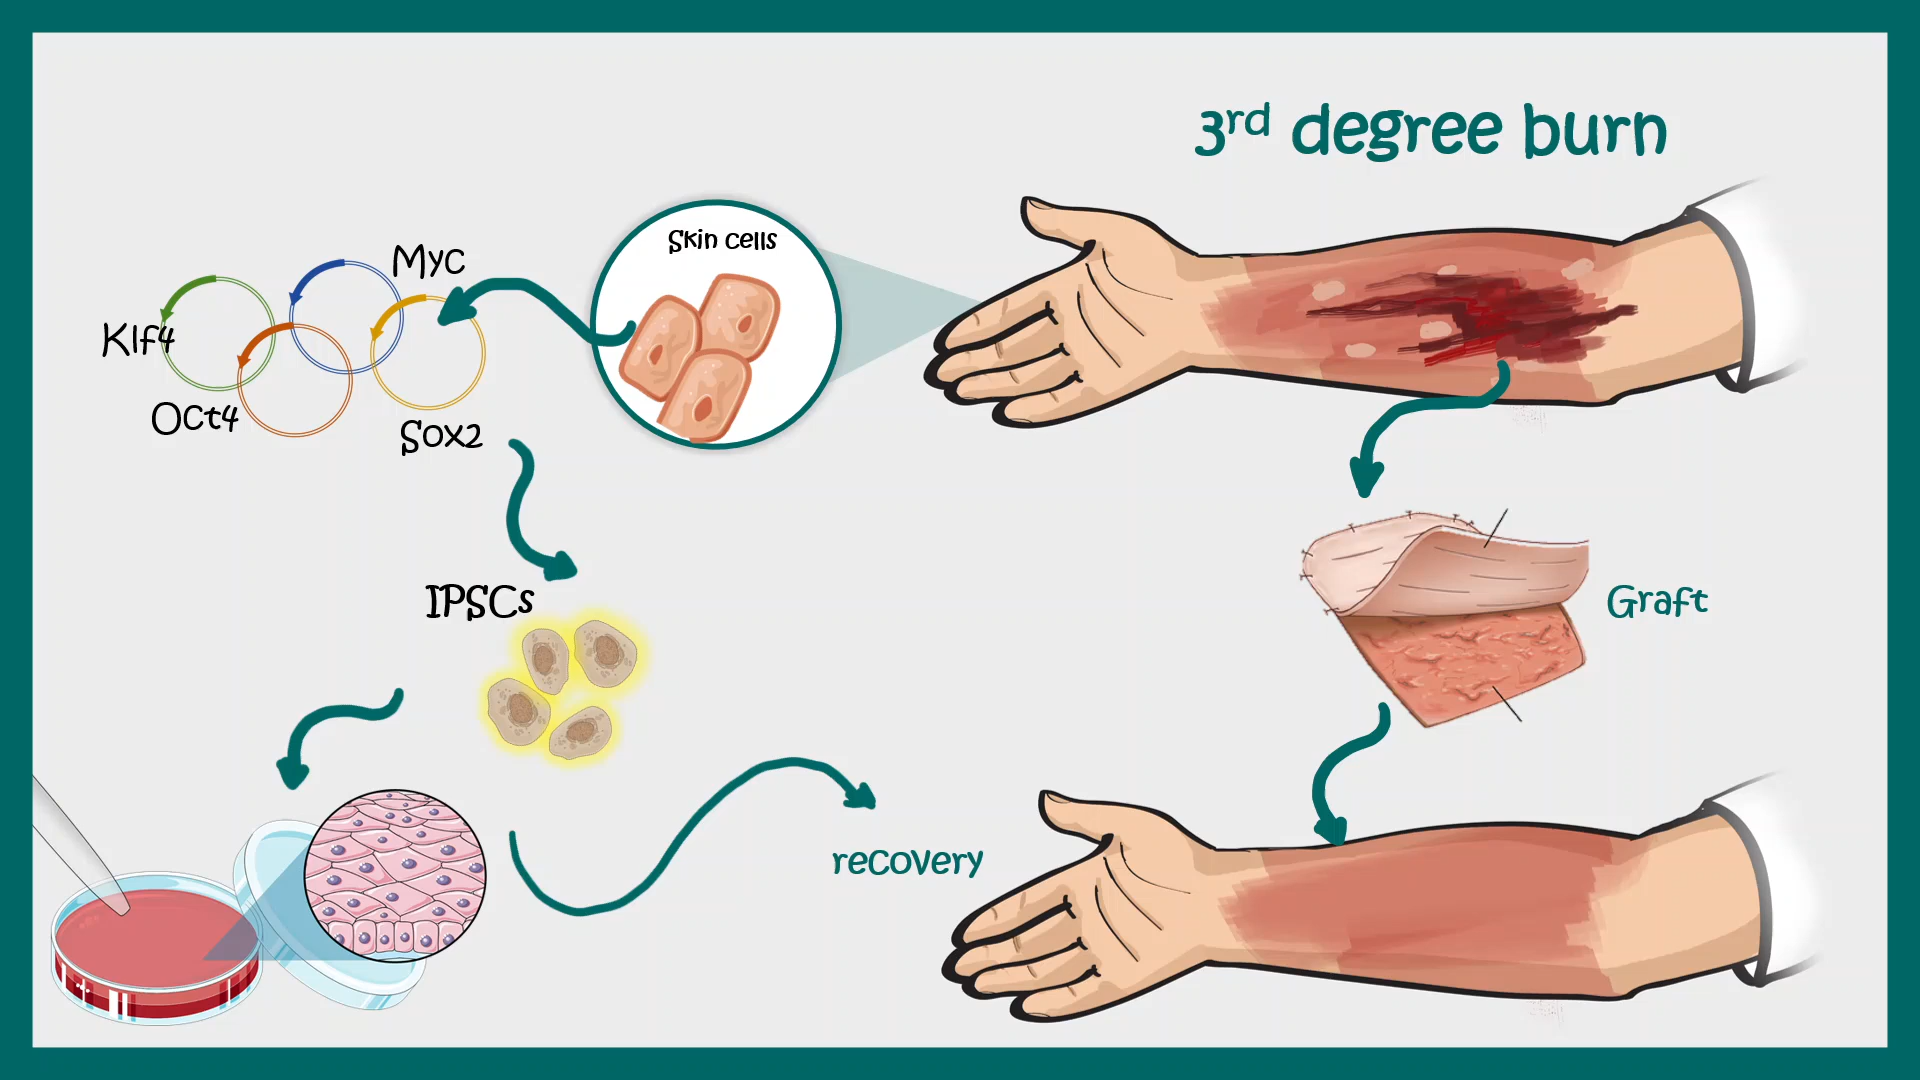 3rd degree burn
Skin cells
Myc
Klf4
Oct4
Sox2
IPSCs
Graft
recovery